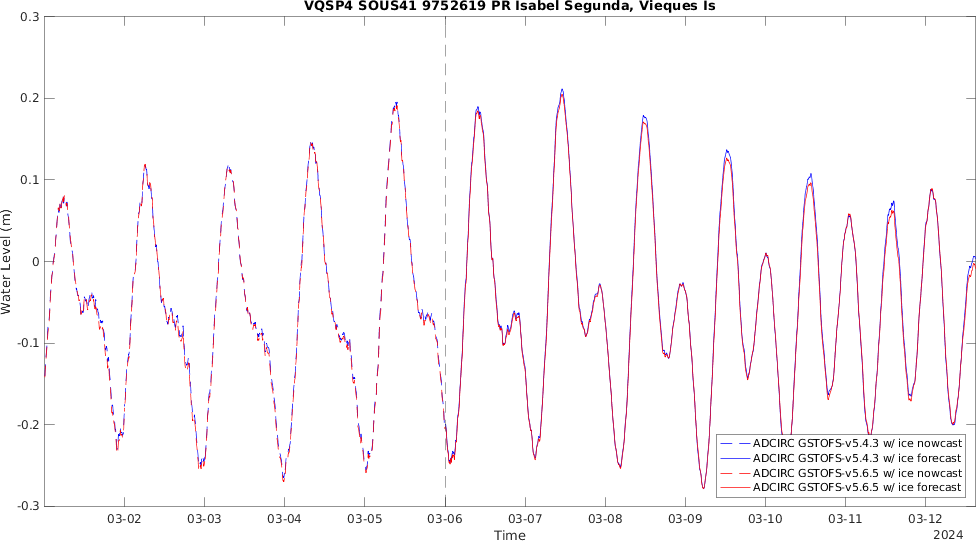 VQSP4 SOUS41 9752619 PR Isabel Segunda, Vieques Is
0.3
0.2
0.1
0
-0.1
-0.2
-0.3
Water Level (m)
03-02 03-03 03-04 03-05 03-06 03-07 03-08 03-09 03-10 03-11 03-12
2024
Time
ADCIRC GSTOFS-v5.4.3 w/ ice nowcast
ADCIRC GSTOFS-v5.4.3 w/ ice forecast
ADCIRC GSTOFS-v5.6.5 w/ ice nowcast
ADCIRC GSTOFS-v5.6.5 w/ ice forecast